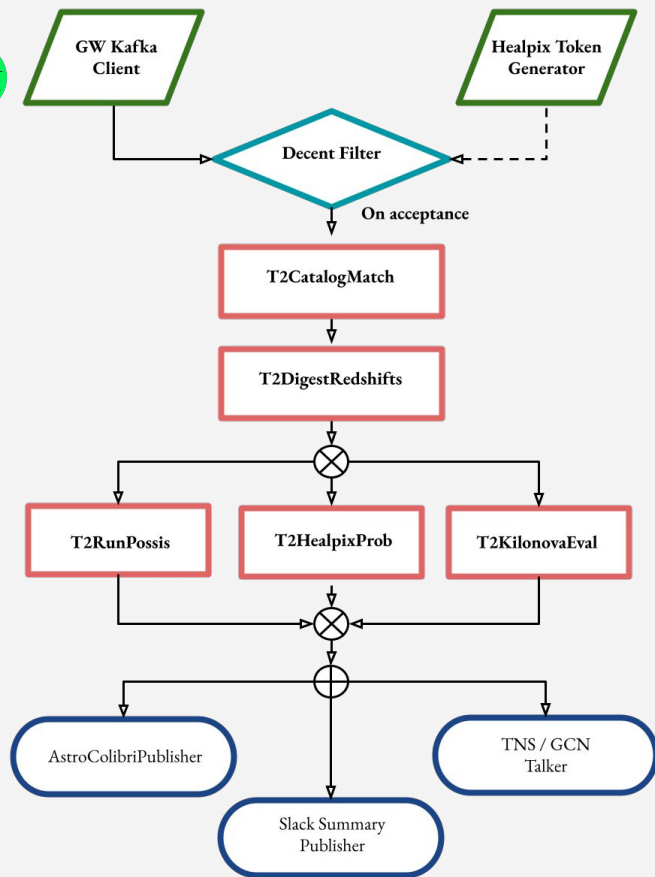 GW Kafka
Client
Healpix Token
Generator
Decent Filter
On acceptance
T2CatalogMatch
T2DigestRedshifts
T2RunPossis
T2HealpixProb
T2KilonovaEval
AstroColibriPublisher
TNS / GCN
Talker
Slack Summary
Publisher